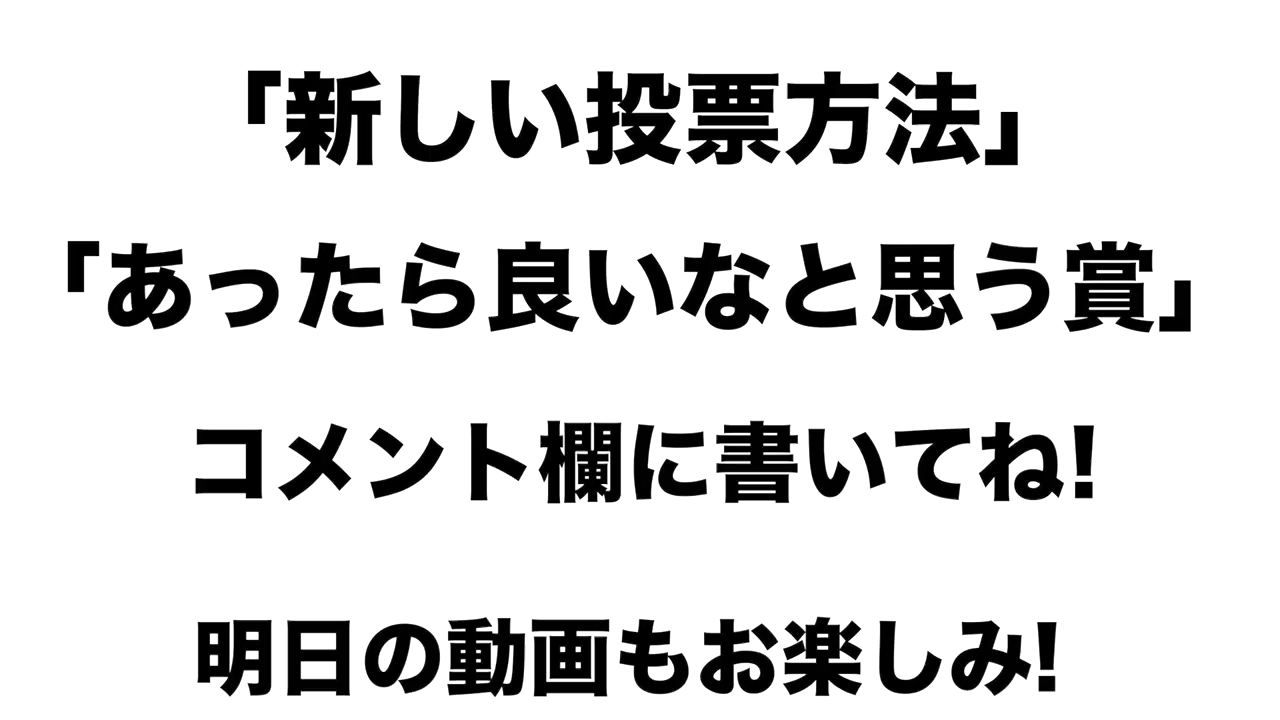 「新しい投票方法」
「あったら良いなと思う賞」
コメント欄に書いてね!
明日の動画もお楽しみ!